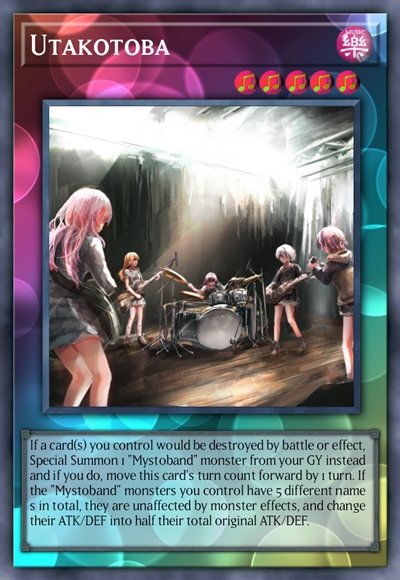 Utakotoba
MUSIC
樂
If a card(s) you control would be destroyed by battle or effect,
Special Summon 1 "Mystoband" monster from your GY instead
and if you do, move this card's turn count forward by 1 turn. If
the "Mystoband" monsters you control have 5 different name
s in total, they are unaffected by monster effects, and change
their ATK/DEF into half their total original ATK/DEF.